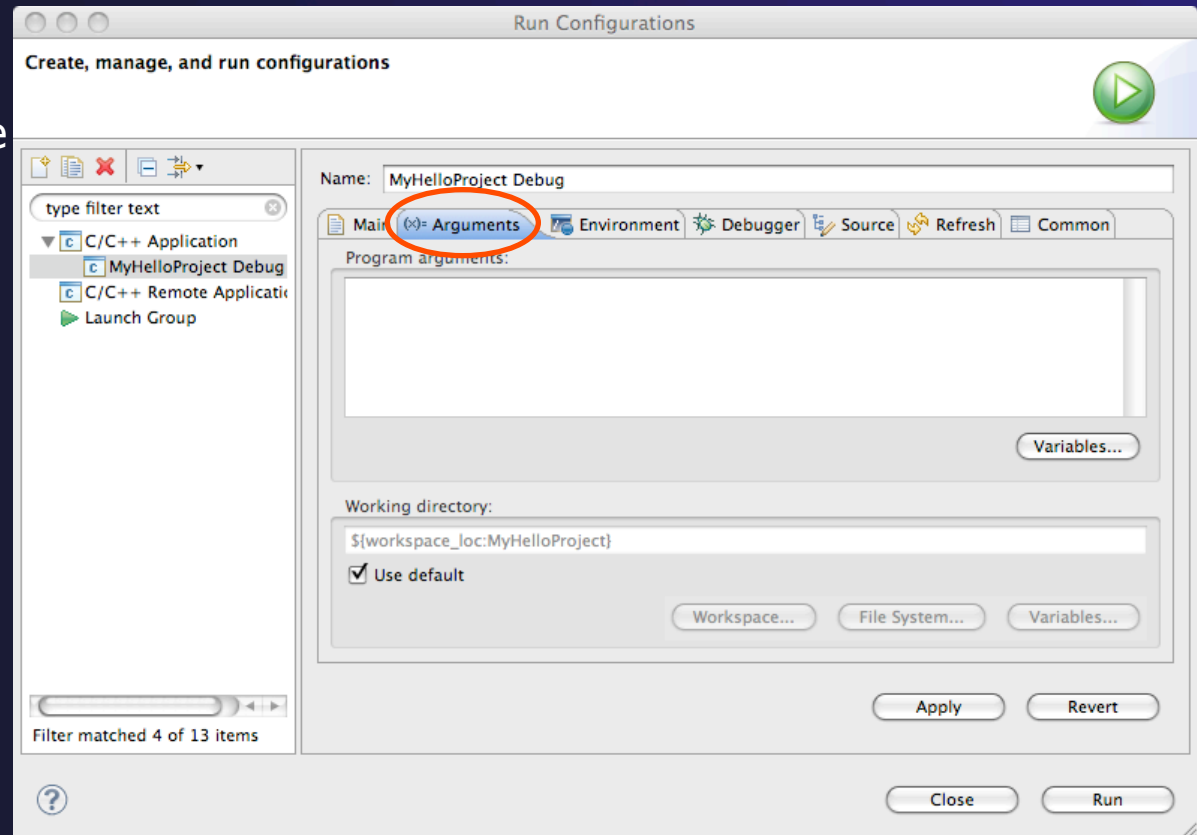 Run Configurations
Create, manage, and run configurations
e
type filter text
C/C++ Application
MyHelloProject Debug
C/C++ Remote Applicatio
Launch Group
Filter matched 4 of 13 items
Name: MyHelloProject Debug
Main (x)= Arguments Environment Debugger Source Refresh Common
Program arguments:
Variables...
Working directory:
${workspace_loc:MyHelloProject}
Use default
Workspace... File System... Variables...
Apply Revert
? Close Run